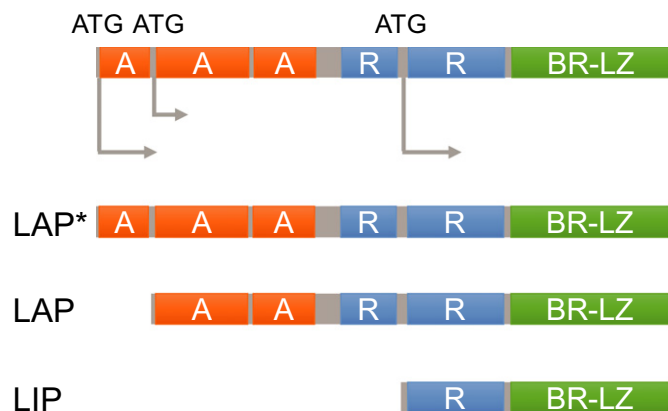 ATG ATG ATG
A A A R R BR-LZ
LAP* A A A R R BR-LZ
LAP A A R R BR-LZ
LIP R BR-LZ